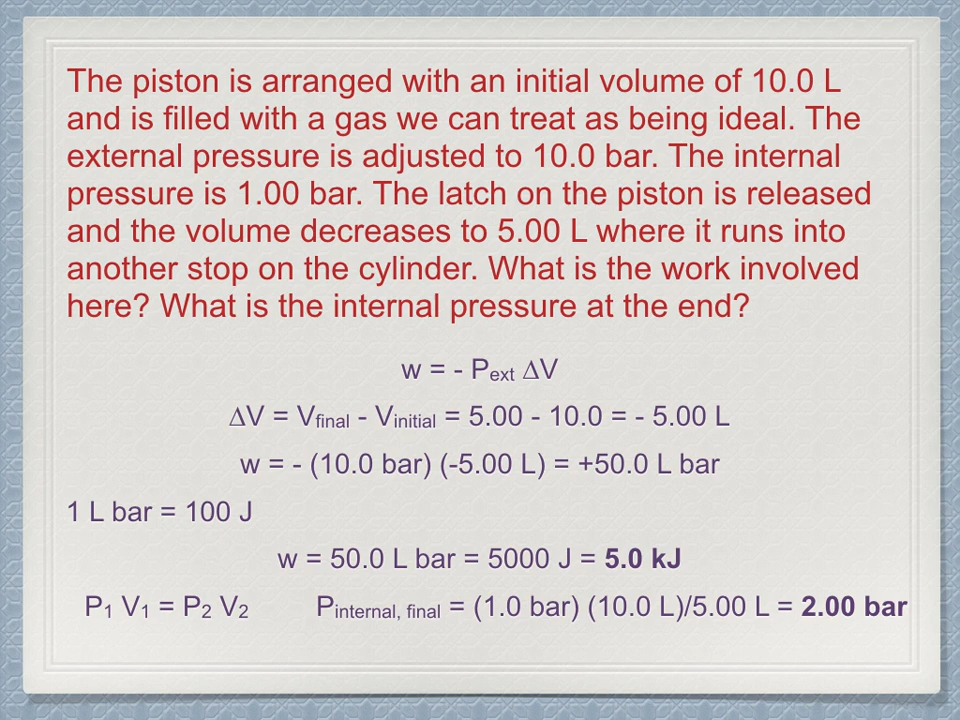 The piston is arranged with an initial volume of 10.0 L
and is filled with a gas we can treat as being ideal. The
external pressure is adjusted to 10.0 bar. The internal
pressure is 1.00 bar. The latch on the piston is released
and the volume decreases to 5.00 L where it runs into
another stop on the cylinder. What is the work involved
here? What is the internal pressure at the end?
w = - Pext ∆V
∆V = Vfinal - Vinitial = 5.00 - 10.0 = - 5.00 L
w = - (10.0 bar) (-5.00 L) = +50.0 L bar
1 L bar = 100 J
w = 50.0 L bar = 5000 J = 5.0 kJ
P1 V1 = P2 V2 Pinternal, final = (1.0 bar) (10.0 L)/5.00 L = 2.00 bar